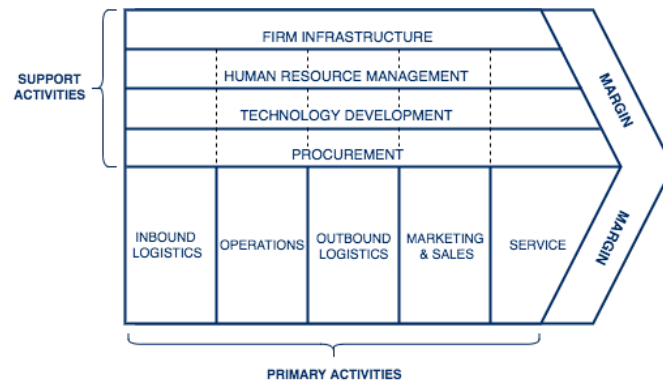 FIRM INFRASTRUCTURE
SUPPORT
ACTIVITIES
HUMAN RESOURCE MANAGEMENT
TECHNOLOGY DEVELOPMENT
PROCUREMENT
MARGIN
INBOUND
LOGISTICS
OPERATIONS
OUTBOUND
LOGISTICS
MARKETING
& SALES
SERVICE
MARGIN
PRIMARY ACTIVITIES